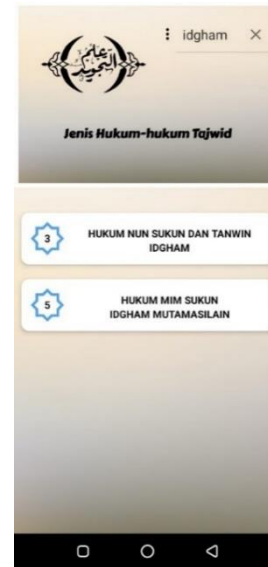 علم التجويد
idgham
Jenis Hukum-hukum Tajwid
3
HUKUM NUN SUKUN DAN TANWIN
IDGHAM
5
HUKUM MIM SUKUN
IDGHAM MUTAMASILAIN